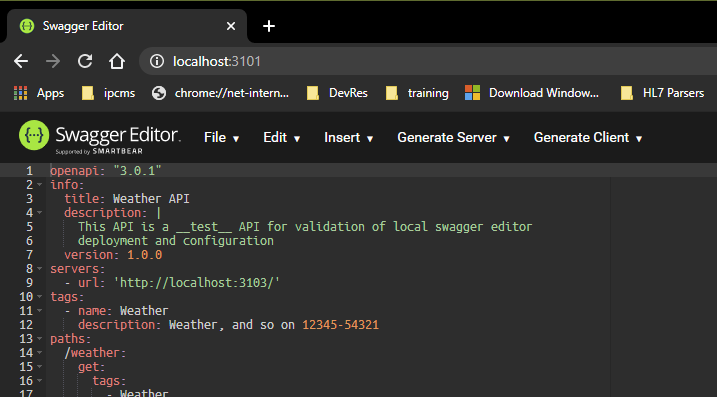 Swagger Editor
localhost:3101
Apps ipcms chrome://net-intern... DevRes training Download Window... HL7 Parsers
Swagger Editor. File Edit Insert Generate Server Generate Client
Supported by SMARTBEAR
1 openapi: "3.0.1"
2 info:
3 title: Weather API
4 description: |
5 This API is a __test__ API for validation of local swagger editor
6 deployment and configuration
7 version: 1.0.0
8 servers:
9 - url: 'http://localhost:3103/'
10 tags:
11 - name: Weather
12 description: Weather, and so on 12345-54321
13 paths:
14 /weather:
15 get:
16 tags:
17 - Weather